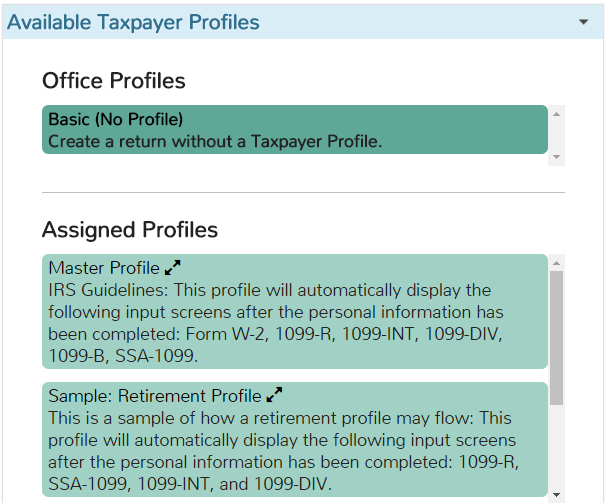 Available Taxpayer Profiles
Office Profiles
Basic (No Profile)
Create a return without a Taxpayer Profile.
Assigned Profiles
Master Profile
IRS Guidelines: This profile will automatically display the
following input screens after the personal information has
been completed: Form W-2, 1099-R, 1099-INT, 1099-DIV,
1099-B, SSA-1099.
Sample: Retirement Profile
This is a sample of how a retirement profile may flow: This
profile will automatically display the following input screens
after the personal information has been completed: 1099-R,
SSA-1099, 1099-INT, and 1099-DIV.